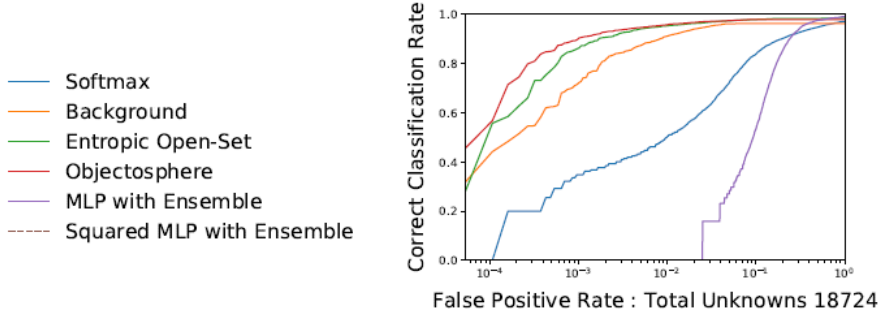 Softmax
Background
Entropic Open-Set
Objectosphere
MLP with Ensemble
Squared MLP with Ensemble
Correct Classification Rate
1.0
0.8
0.6
0.4
0.2
0.0
10⁻⁴ 10⁻³ 10⁻² 10⁻¹ 10⁰
False Positive Rate : Total Unknowns 18724